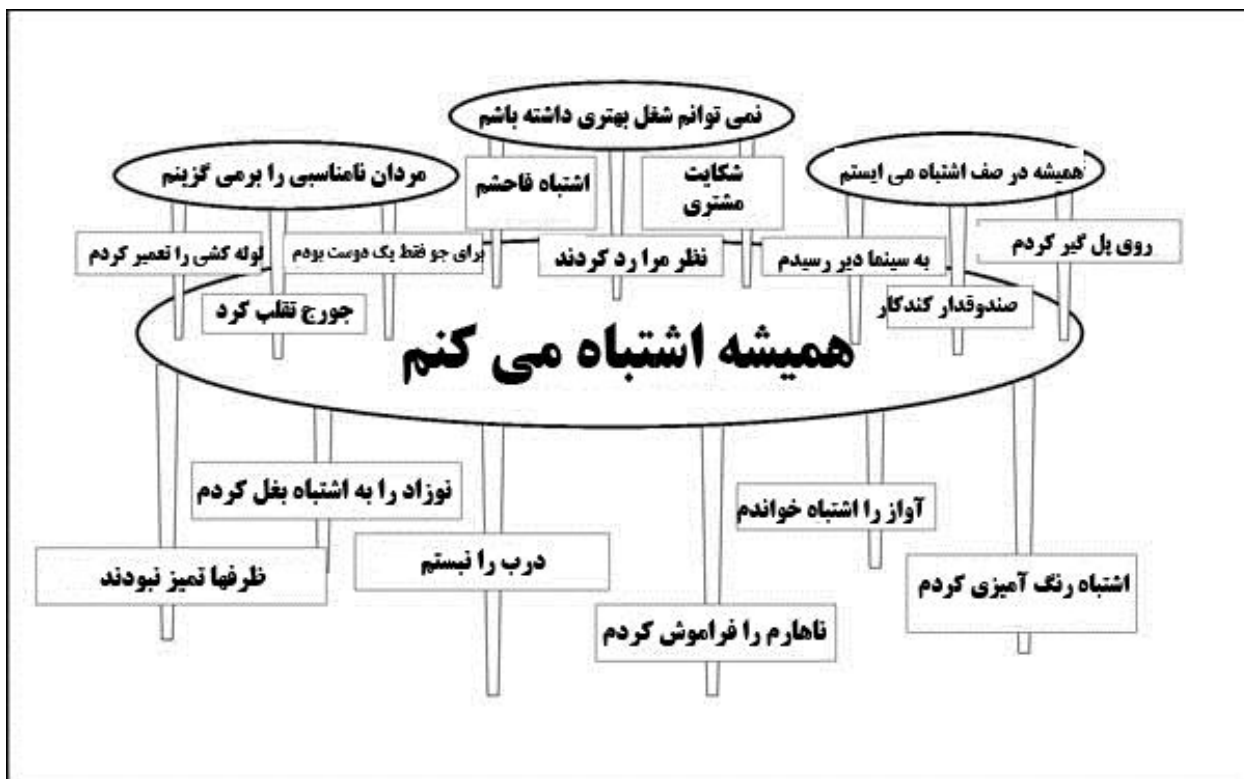 نمی توانم شغل بهتری داشته باشم
همیشه در صف اشتباه می ایستم
مردان نامناسبی را برمی گزینم
شکایت
مشتری
اشتباه فاحشم
روی پل گیر کردم
به سینما دیر رسیدم
نظر مرا رد کردند
برای جو فقط یک دوست بودم
لوله کشی را تعمیر کردم
صندوقدار کندکار
جورج تقلب کرد
همیشه اشتباه می کنم
نوزاد را به اشتباه بغل کردم
آواز را اشتباه خواندم
درب را نبستم
ظرفها تمیز نبودند
اشتباه رنگ آمیزی کردم
ناهارم را فراموش کردم